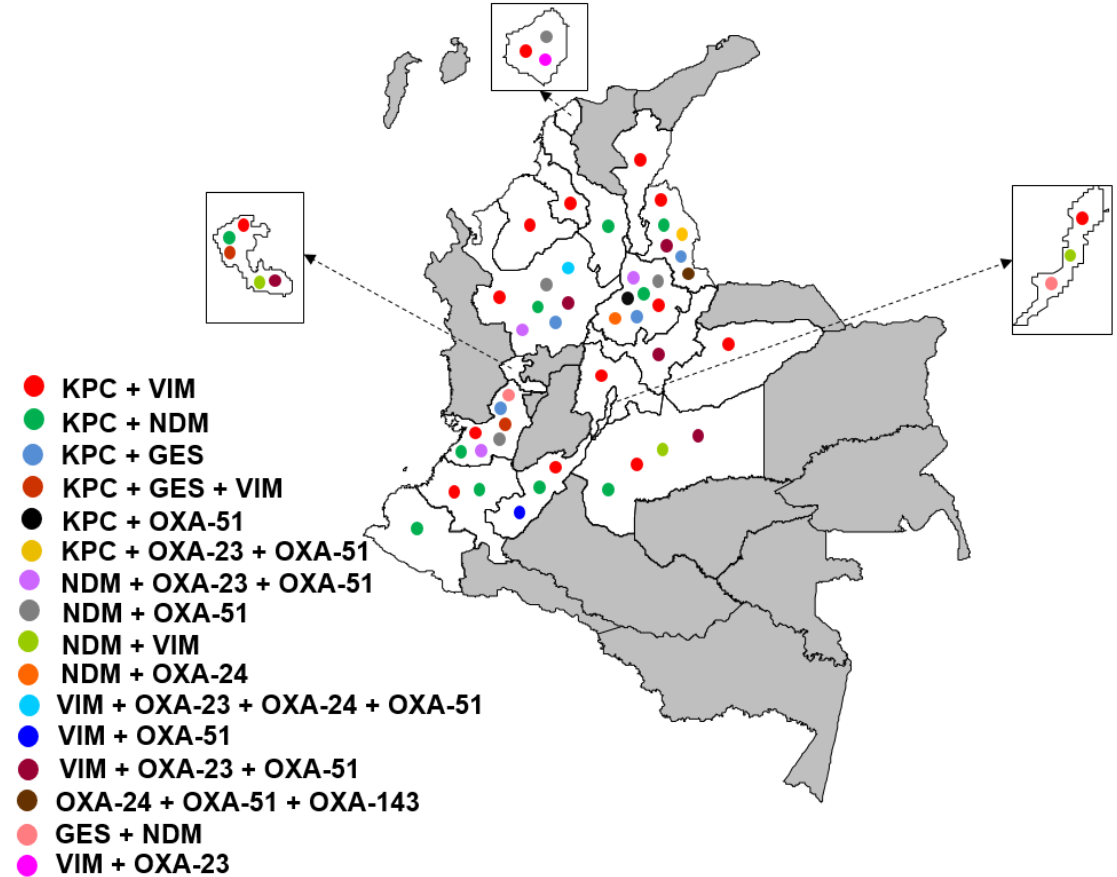 KPC + VIM
KPC + NDM
KPC + GES
KPC + GES + VIM
KPC + OXA-51
KPC + OXA-23 + OXA-51
NDM + OXA-23 + OXA-51
NDM + OXA-51
NDM + VIM
NDM + OXA-24
VIM + OXA-23 + OXA-24 + OXA-51
VIM + OXA-51
VIM + OXA-23 + OXA-51
OXA-24 + OXA-51 + OXA-143
GES + NDM
VIM + OXA-23